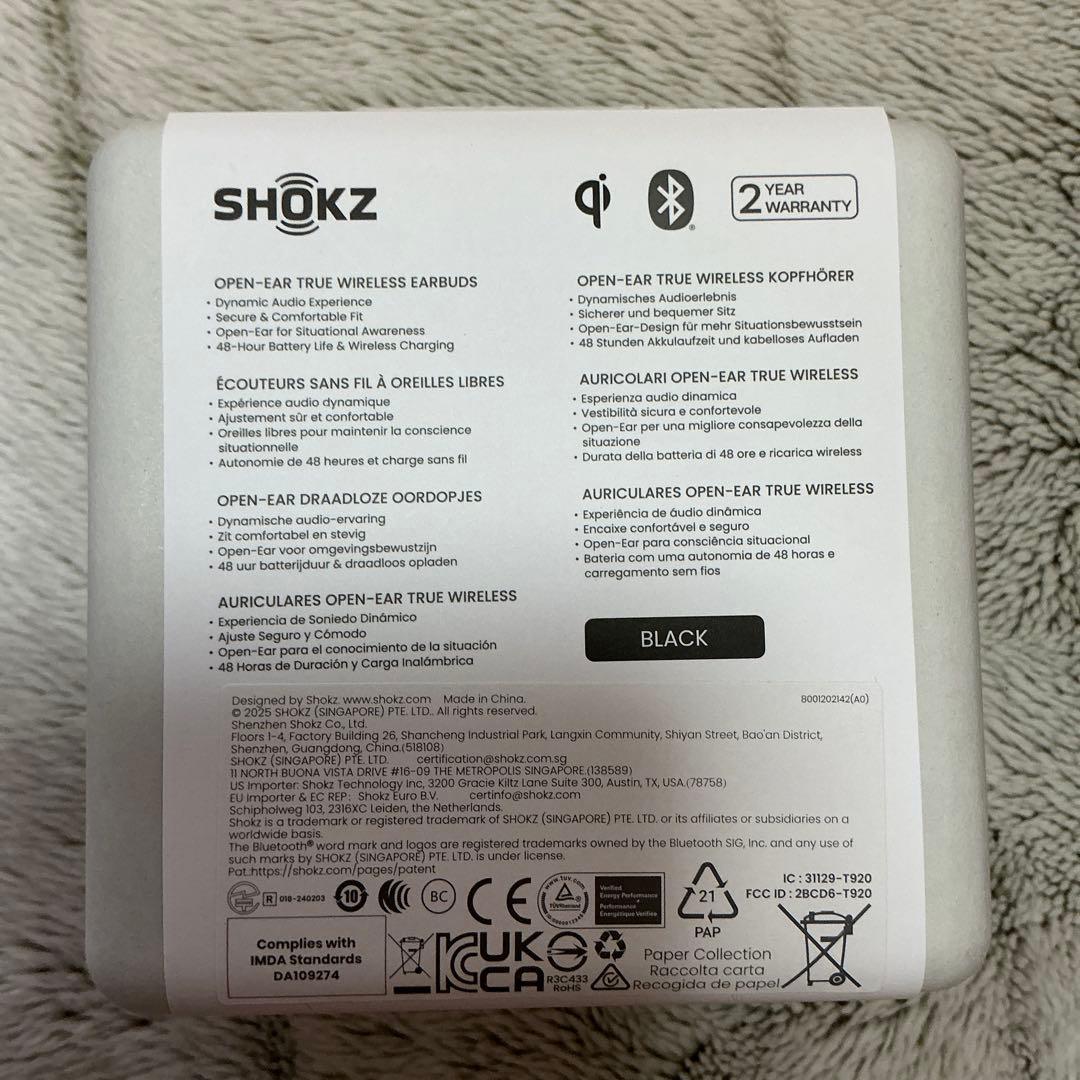 SHOKZ
qi
2 YEAR
WARRANTY
OPEN-EAR TRUE WIRELESS EARBUDS
• Dynamic Audio Experience
• Secure & Comfortable Fit
• Open-Ear for Situational Awareness
• 48-Hour Battery Life & Wireless Charging
ÉCOUTEURS SANS FIL À OREILLES LIBRES
• Expérience audio dynamique
• Ajustement sûr et confortable
• Oreilles libres pour maintenir la conscience
situationnelle
• Autonomie de 48 heures et charge sans fil
OPEN-EAR DRAADLOZE OORDOPJES
• Dynamische audio-ervaring
• Zit comfortabel en stevig
• Open-Ear voor omgevingsbewustzijn
• 48 uur batterijduur & draadloos opladen
AURICULARES OPEN-EAR TRUE WIRELESS
• Experiencia de Soniedo Dinámico
• Ajuste Seguro y Cómodo
• Open-Ear para el conocimiento de la situación
• 48 Horas de Duración y Carga Inalámbrica
OPEN-EAR TRUE WIRELESS KOPFHÖRER
• Dynamisches Audioerlebnis
• Sicherer und bequemer Sitz
• Open-Ear-Design für mehr Situationsbewusstsein
• 48 Stunden Akkulaufzeit und kabelloses Aufladen
AURICOLARI OPEN-EAR TRUE WIRELESS
• Esperienza audio dinamica
• Vestibilità sicura e confortevole
• Open-Ear per una migliore consapevolezza della
situazione
• Durata della batteria di 48 ore e ricarica wireless
AURICULARES OPEN-EAR TRUE WIRELESS
• Experiência de áudio dinâmica
• Encaixe confortável e seguro
• Open-Ear para consciência situacional
• Bateria com uma autonomia de 48 horas e
carregamento sem fios
BLACK
Designed by Shokz. www.shokz.com Made in China. 8001202142(A0)
© 2025 SHOKZ (SINGAPORE) PTE. LTD.. All rights reserved.
Shenzhen Shokz Co., Ltd.
Floors 1-4, Factory Building 26, Shancheng Industrial Park, Langxin Community, Shiyan Street, Bao'an District,
Shenzhen, Guangdong, China.(518108)
SHOKZ (SINGAPORE) PTE. LTD. certification@shokz.com.sg
11 NORTH BUONA VISTA DRIVE #16-09 THE METROPOLIS SINGAPORE.(138589)
US Importer: Shokz Technology Inc, 3200 Gracie Kiltz Lane Suite 300, Austin, TX, USA.(78758)
EU Importer & EC REP: Shokz Euro B.V. certinfo@shokz.com
Schipholweg 103, 2316XC Leiden, the Netherlands.
Shokz is a trademark or registered trademark of SHOKZ (SINGAPORE) PTE. LTD. or its affiliates or subsidiaries on a
worldwide basis.
The Bluetooth® word mark and logos are registered trademarks owned by the Bluetooth SIG, Inc. and any use of
such marks by SHOKZ (SINGAPORE) PTE. LTD. is under license.
Pat.:https://shokz.com/pages/patent
R 018-240203 10 BC CE
www.tuv.com
TÜVRheinland
Verified
Energy Performance
Performance
Énergétique Vérifiée
21
PAP
IC : 31129-T920
FCC ID : 2BCD6-T920
Complies with
IMDA Standards
DA109274
KC
UK
CA
R3C433
RoHS
Paper Collection
Raccolta carta
Recogida de papel